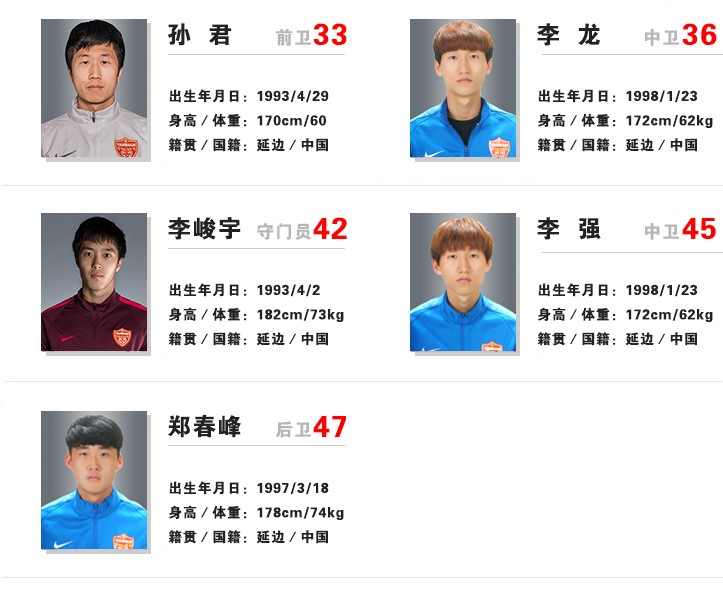 孙 君 前卫33
出生年月日：1993/4/29
身高 / 体重：170cm/60
籍贯 / 国籍：延边 / 中国
李 龙 中卫36
出生年月日：1998/1/23
身高 / 体重：172cm/62kg
籍贯 / 国籍：延边 / 中国
李峻宇 守门员42
出生年月日：1993/4/2
身高 / 体重：182cm/73kg
籍贯 / 国籍：延边 / 中国
李 强 中卫45
出生年月日：1998/1/23
身高 / 体重：172cm/62kg
籍贯 / 国籍：延边 / 中国
郑春峰 后卫47
出生年月日：1997/3/18
身高 / 体重：178cm/74kg
籍贯 / 国籍：延边 / 中国